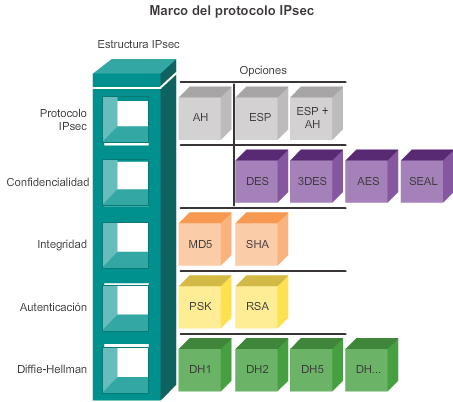 Marco del protocolo IPsec
Estructura IPsec
Opciones
Protocolo
IPsec
AH
ESP
ESP +
AH
Confidencialidad
DES
3DES
AES
SEAL
Integridad
MD5
SHA
Autenticación
PSK
RSA
Diffie-Hellman
DH1
DH2
DH5
DH...